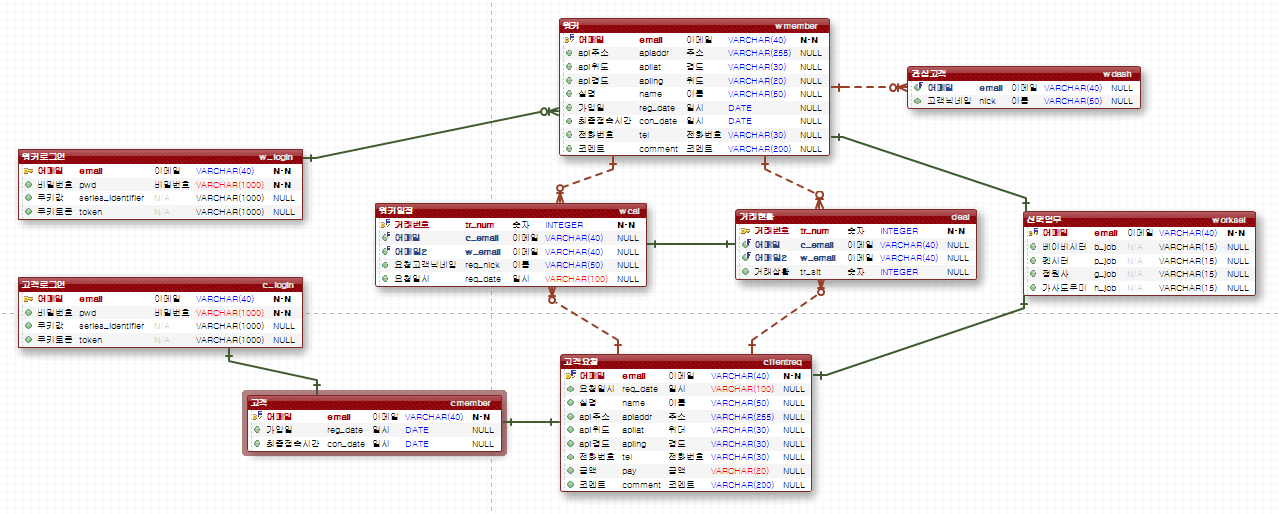 워커 wmember
이메일 email 이메일 VARCHAR(40) N-N
api주소 apiaddr 주소 VARCHAR(255) NULL
api위도 apilat 경도 VARCHAR(30) NULL
api경도 apilng 위도 VARCHAR(20) NULL
실명 name 이름 VARCHAR(50) NULL
가입일 reg_date 일시 DATE NULL
최종접속시간 con_date 일시 DATE NULL
전화번호 tel 전화번호 VARCHAR(30) NULL
코멘트 comment 코멘트 VARCHAR(200) NULL
관심고객 wdash
이메일 email 이메일 VARCHAR(40) NULL
고객닉네임 nick 이름 VARCHAR(50) NULL
워커로그인 w_login
이메일 email 이메일 VARCHAR(40) N-N
비밀번호 pwd 비밀번호 VARCHAR(1000) N-N
쿠키값 series_identifier N/A VARCHAR(1000) NULL
쿠키토큰 token N/A VARCHAR(1000) NULL
워커일정 wcal
거래번호 tr_num 숫자 INTEGER N-N
이메일 c_email 이메일 VARCHAR(40) NULL
이메일2 w_email 이메일 VARCHAR(40) NULL
요청고객닉네임 req_nick 이름 VARCHAR(50) NULL
요청일시 req_date 일시 VARCHAR(100) NULL
거래현황 deal
거래번호 tr_num 숫자 INTEGER N-N
이메일 c_email 이메일 VARCHAR(40) NULL
이메일2 w_email 이메일 VARCHAR(40) NULL
거래상황 tr_sit 숫자 INTEGER NULL
선택업무 worksel
이메일 email 이메일 VARCHAR(40) N-N
베이비시터 b_job N/A VARCHAR(15) NULL
펫시터 p_job N/A VARCHAR(15) NULL
정원사 g_job N/A VARCHAR(15) NULL
가사도우미 h_job N/A VARCHAR(15) NULL
고객로그인 c_login
이메일 email 이메일 VARCHAR(40) N-N
비밀번호 pwd 비밀번호 VARCHAR(1000) N-N
쿠키값 series_identifier N/A VARCHAR(1000) NULL
쿠키토큰 token N/A VARCHAR(1000) NULL
고객 cmember
이메일 email 이메일 VARCHAR(40) N-N
가입일 reg_date 일시 DATE NULL
최종접속시간 con_date 일시 DATE NULL
고객요청 clientreq
이메일 email 이메일 VARCHAR(40) N-N
요청일시 req_date 일시 VARCHAR(100) NULL
실명 name 이름 VARCHAR(50) NULL
api주소 apiaddr 주소 VARCHAR(255) NULL
api위도 apilat 위도 VARCHAR(30) NULL
api경도 apilng 경도 VARCHAR(30) NULL
전화번호 tel 전화번호 VARCHAR(30) NULL
금액 pay 금액 VARCHAR(20) NULL
코멘트 comment 코멘트 VARCHAR(200) NULL